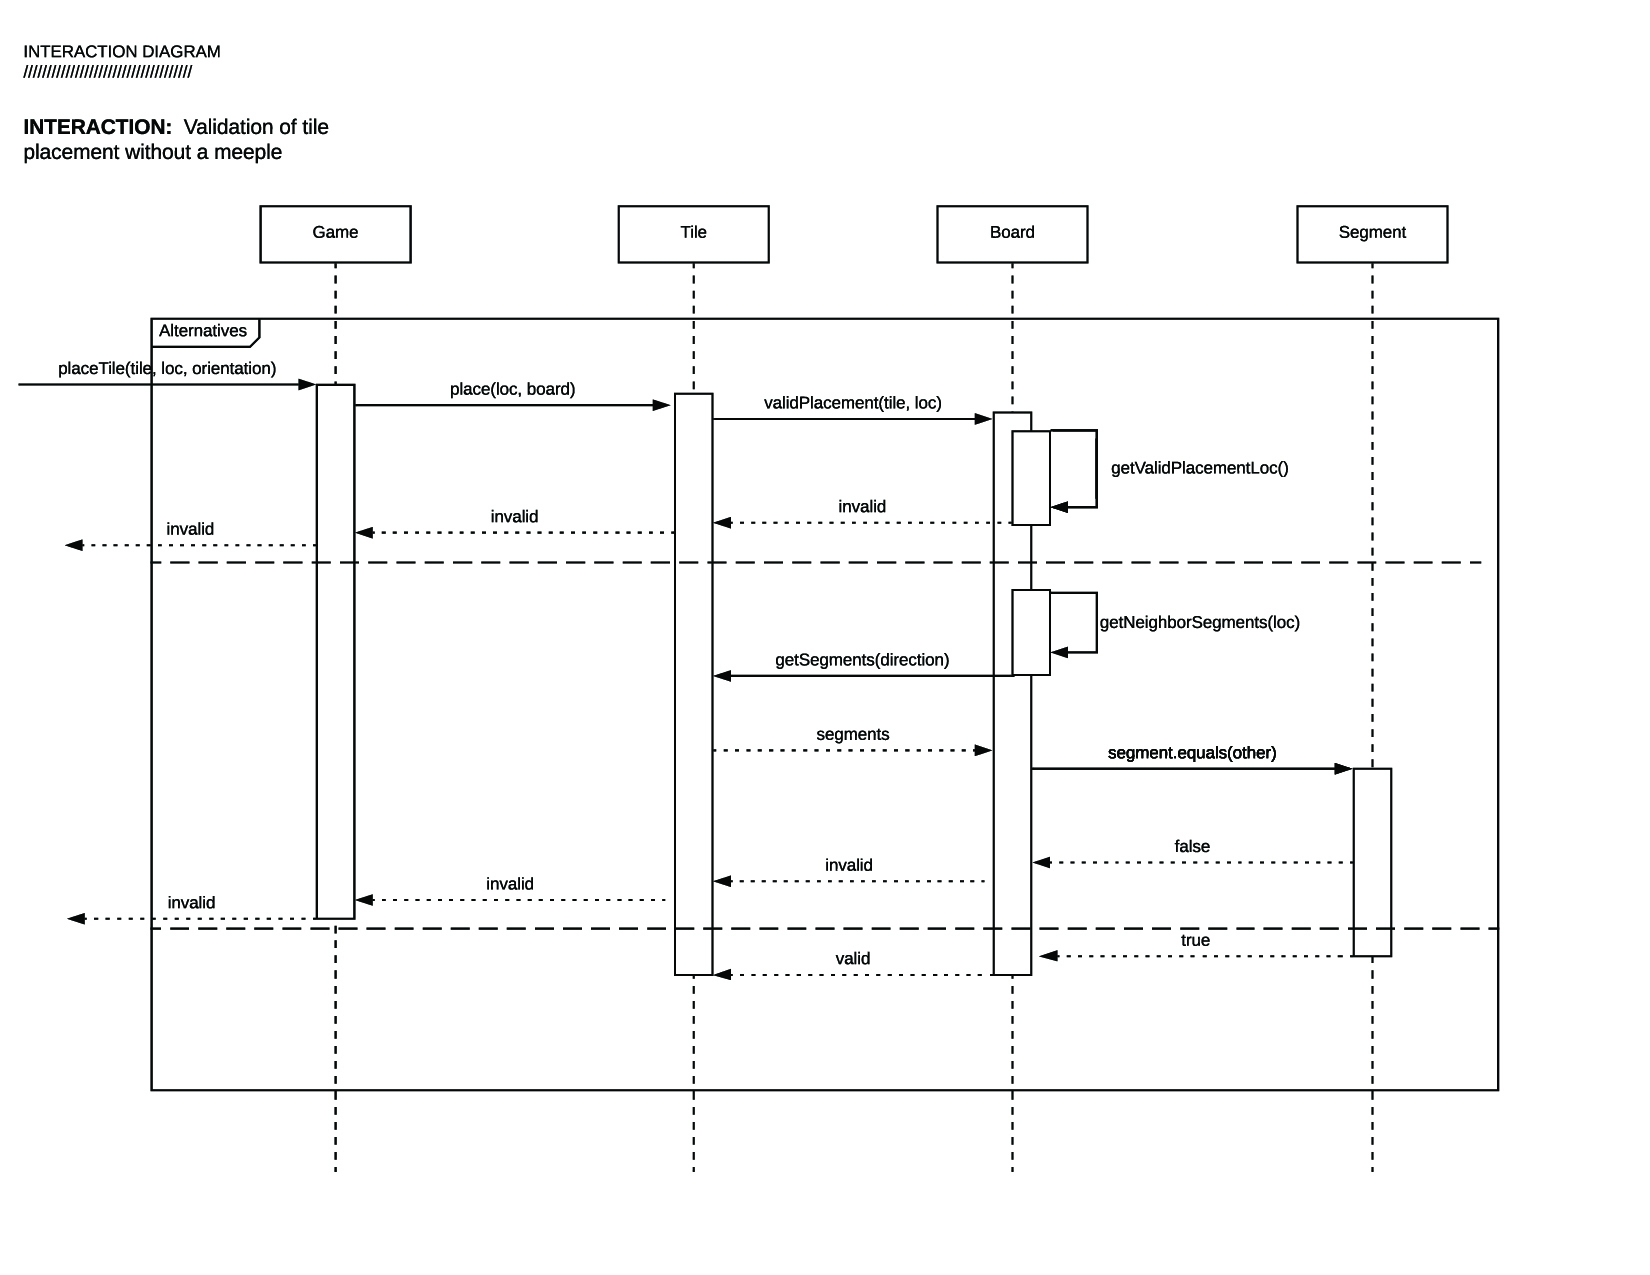 INTERACTION DIAGRAM
////////////////////////////////////
INTERACTION: Validation of tile
placement without a meeple
Game
Tile
Board
Segment
Alternatives
placeTile(tile, loc, orientation)
place(loc, board)
validPlacement(tile, loc)
getValidPlacementLoc()
invalid
invalid
invalid
getNeighborSegments(loc)
getSegments(direction)
segments
segment.equals(other)
false
invalid
invalid
invalid
true
valid